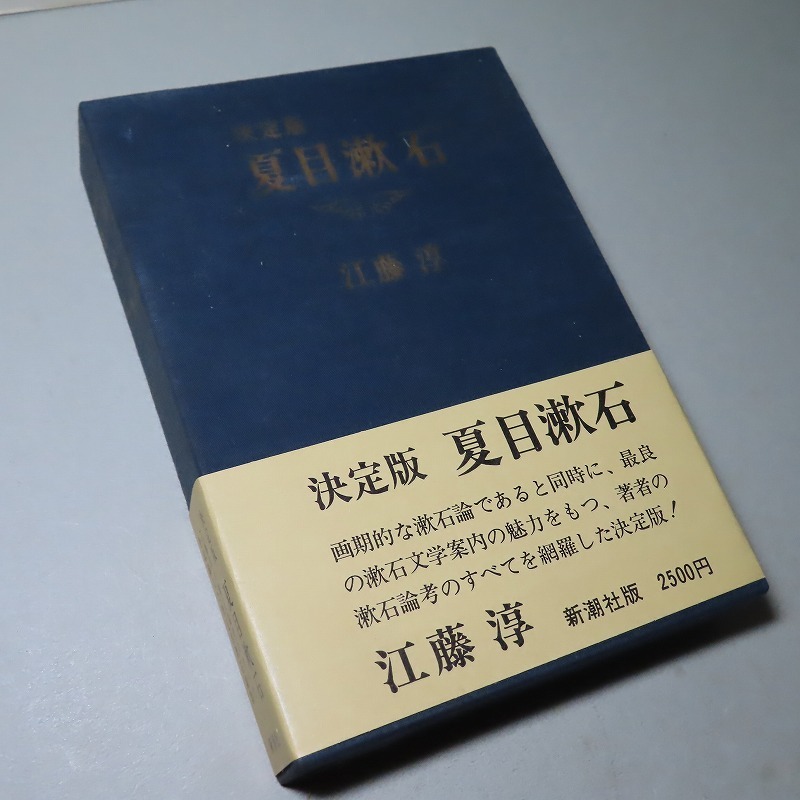 決定版
夏目漱石
江藤淳
決定版 夏目漱石
画期的な漱石論であると同時に、最良
の漱石文学案内の魅力をもつ、著者の
漱石論考のすべてを網羅した決定版！
江藤淳 新潮社版 2500円
夏目漱石